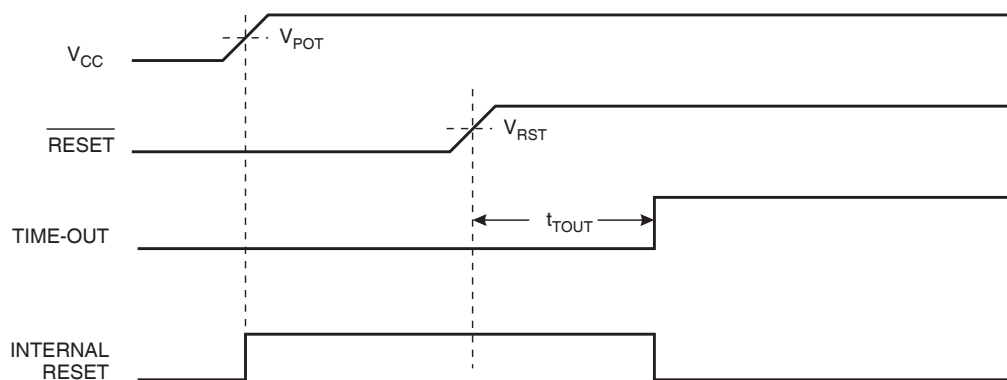 V_CC
V_POT
RESET
V_RST
TIME-OUT
t_TOUT
INTERNAL
RESET